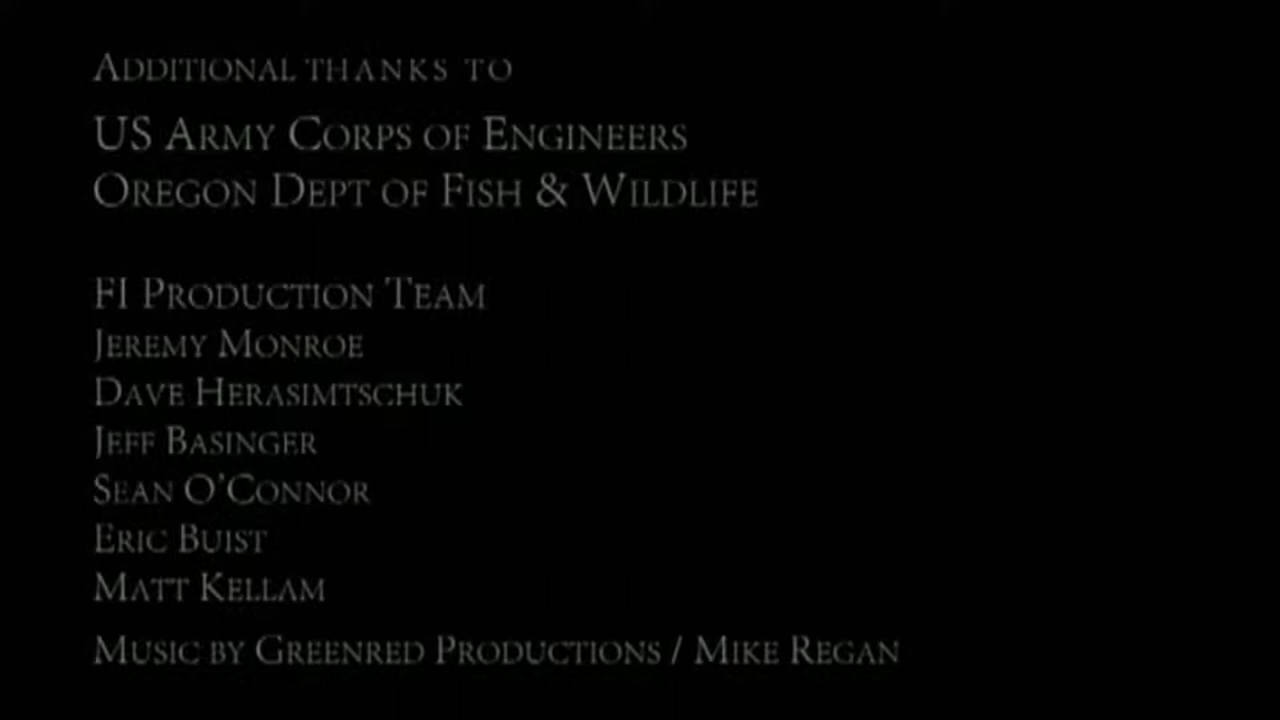 Additional thanks to
US Army Corps of Engineers
Oregon Dept of Fish & Wildlife
FI Production Team
Jeremy Monroe
Dave Herasimtschuk
Jeff Basinger
Sean O'Connor
Eric Buist
Matt Kellam
Music by Greenred Productions / Mike Regan